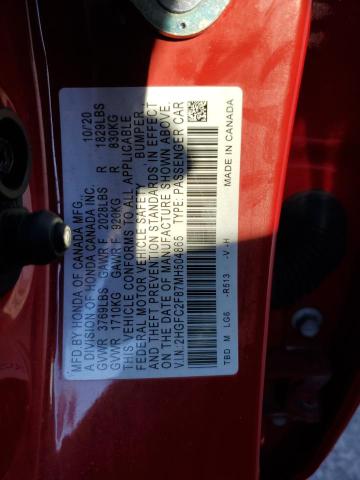 MFD. BY HONDA OF CANADA MFG. 10/20
A DIVISION OF HONDA CANADA INC.
GVWR 3769LBS GAWR F 2028LBS R 1829LBS
GVWR 1710KG GAWR F 920KG R 830KG
THIS VEHICLE CONFORMS TO ALL APPLICABLE
FEDERAL MOTOR VEHICLE SAFETY, BUMPER, AND
THEFT PREVENTION STANDARDS IN EFFECT
ON THE DATE OF MANUFACTURE SHOWN ABOVE.
V.I.N: 2HGFC2F87MH504865 TYPE: PASSENGER CAR
TBD M LG6 -R513 -V-H MADE IN CANADA